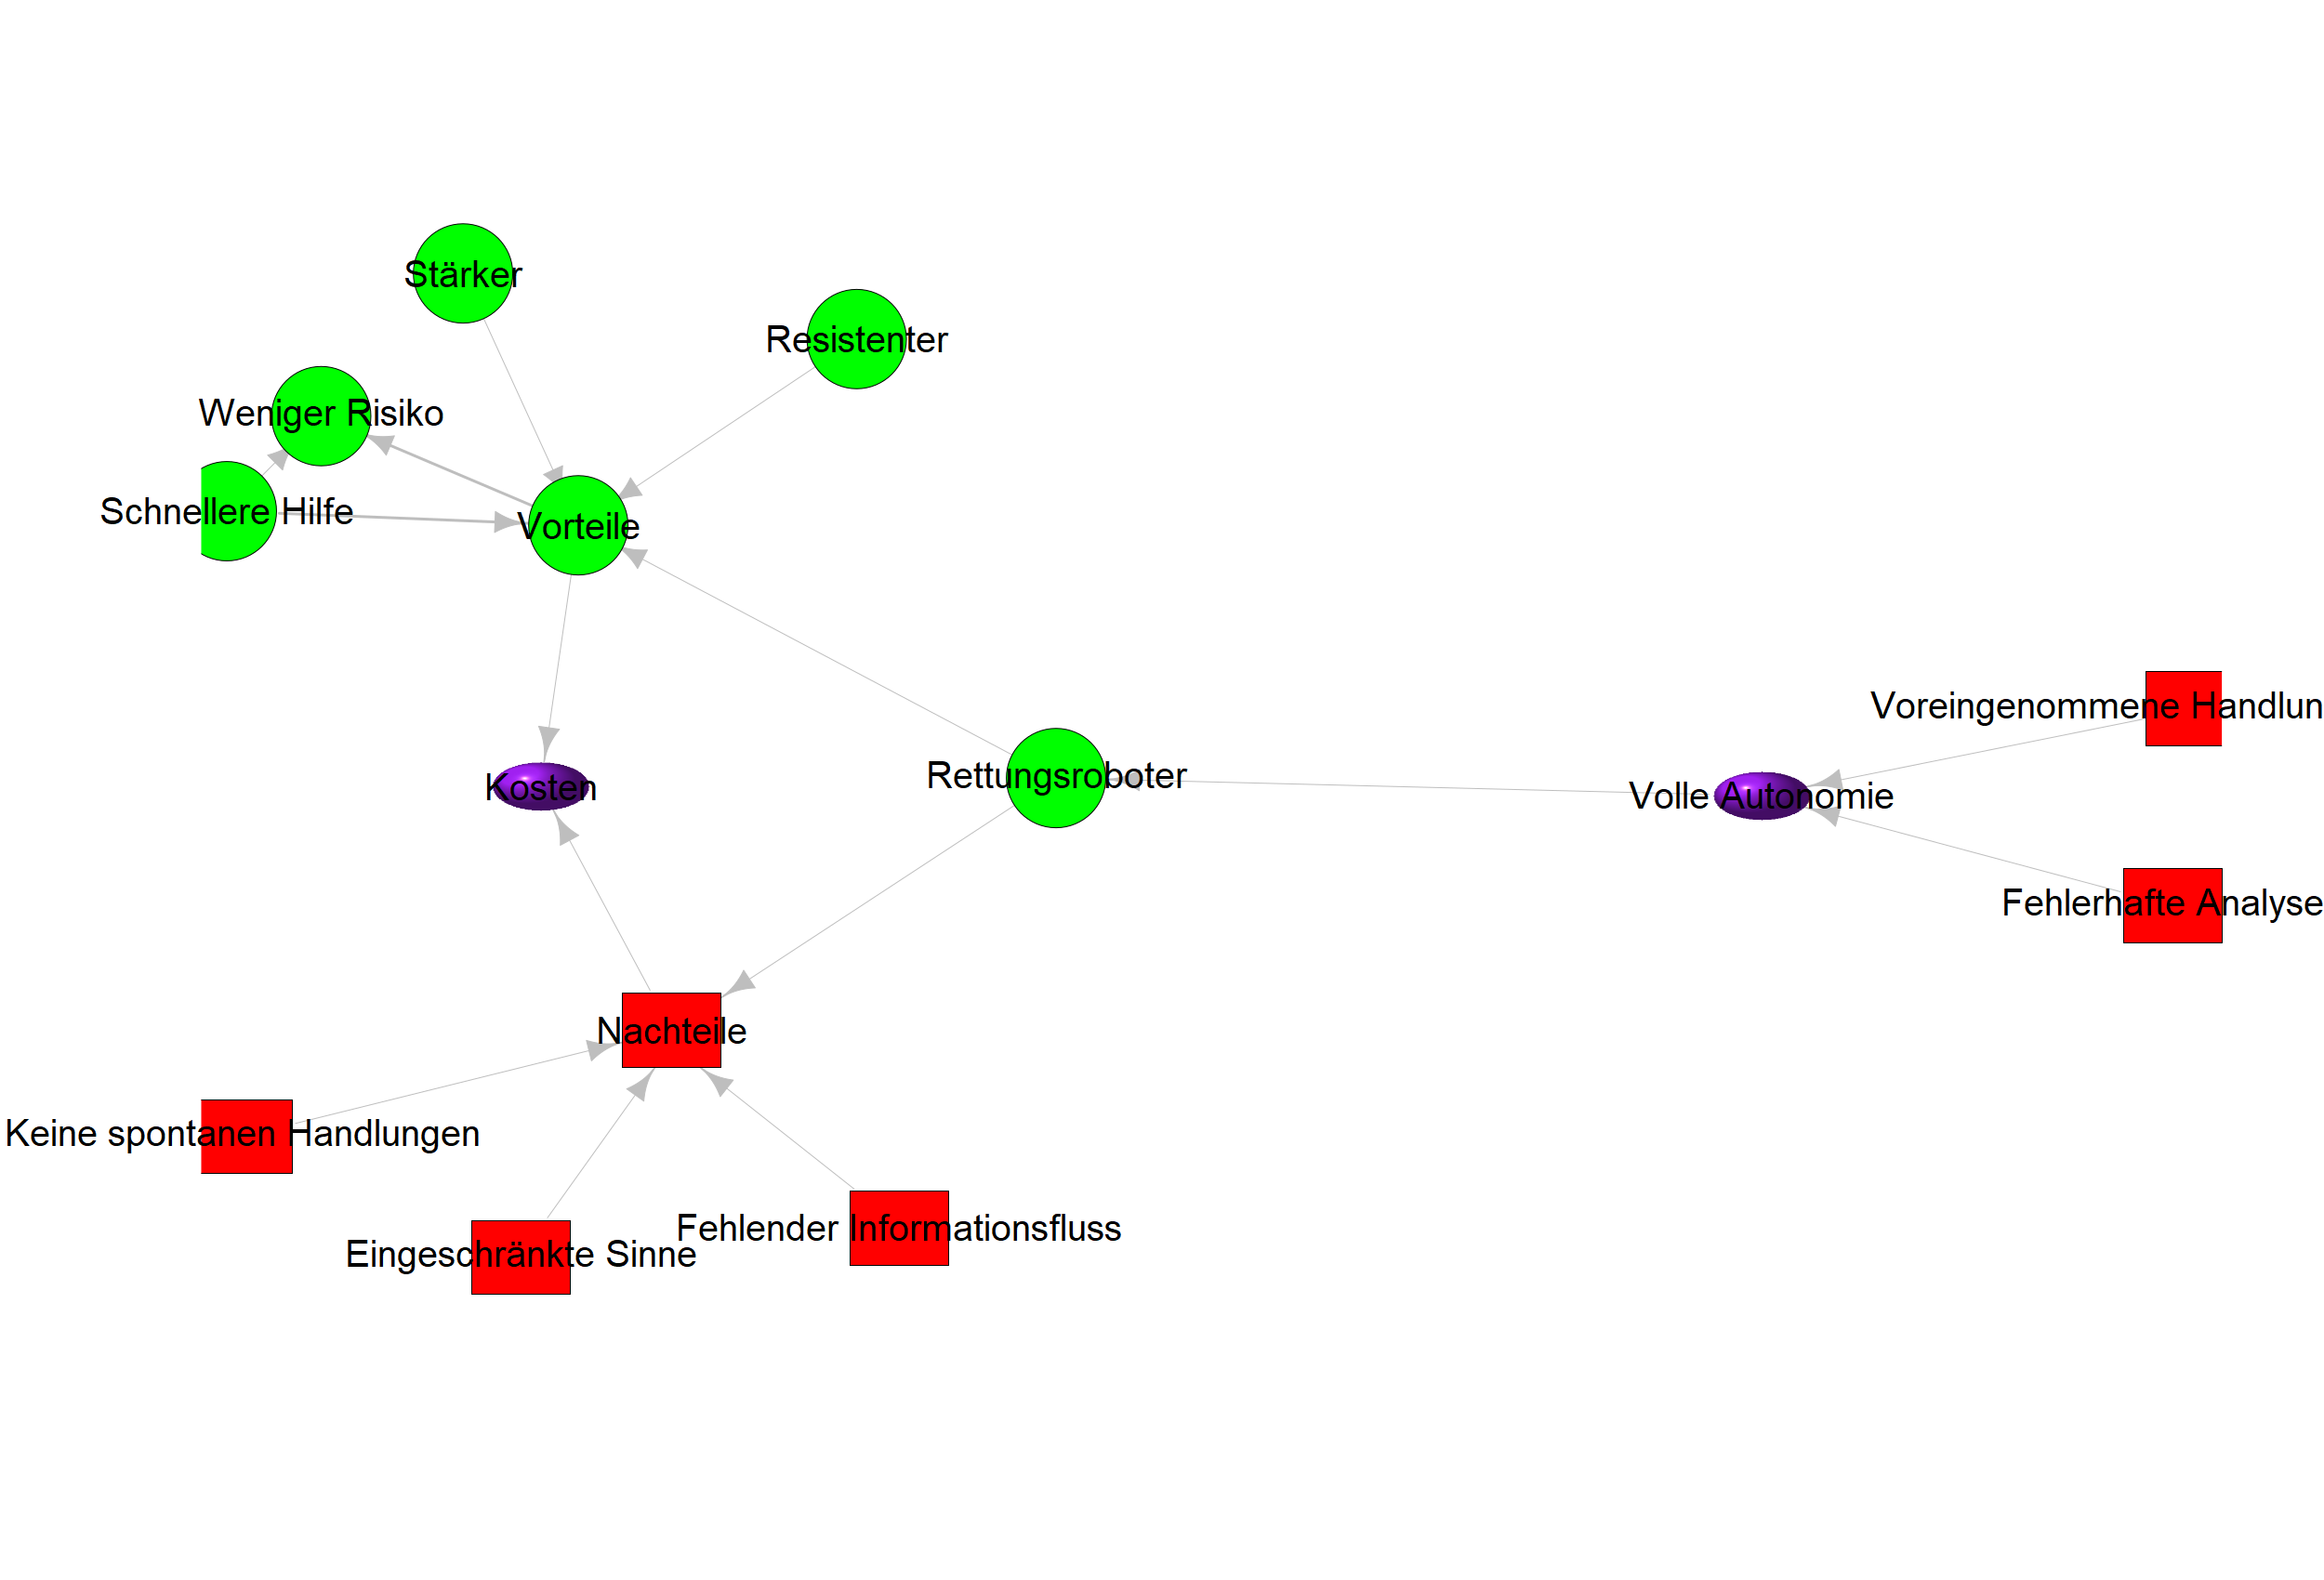 Stärker
Resistenter
Weniger Risiko
Schnellere Hilfe
Vorteile
Voreingenommene Handlun
Rettungsroboter
Kosten
Volle Autonomie
Fehlerhafte Analyse
Nachteile
Keine spontanen Handlungen
Fehlender Informationsfluss
Eingeschränkte Sinne